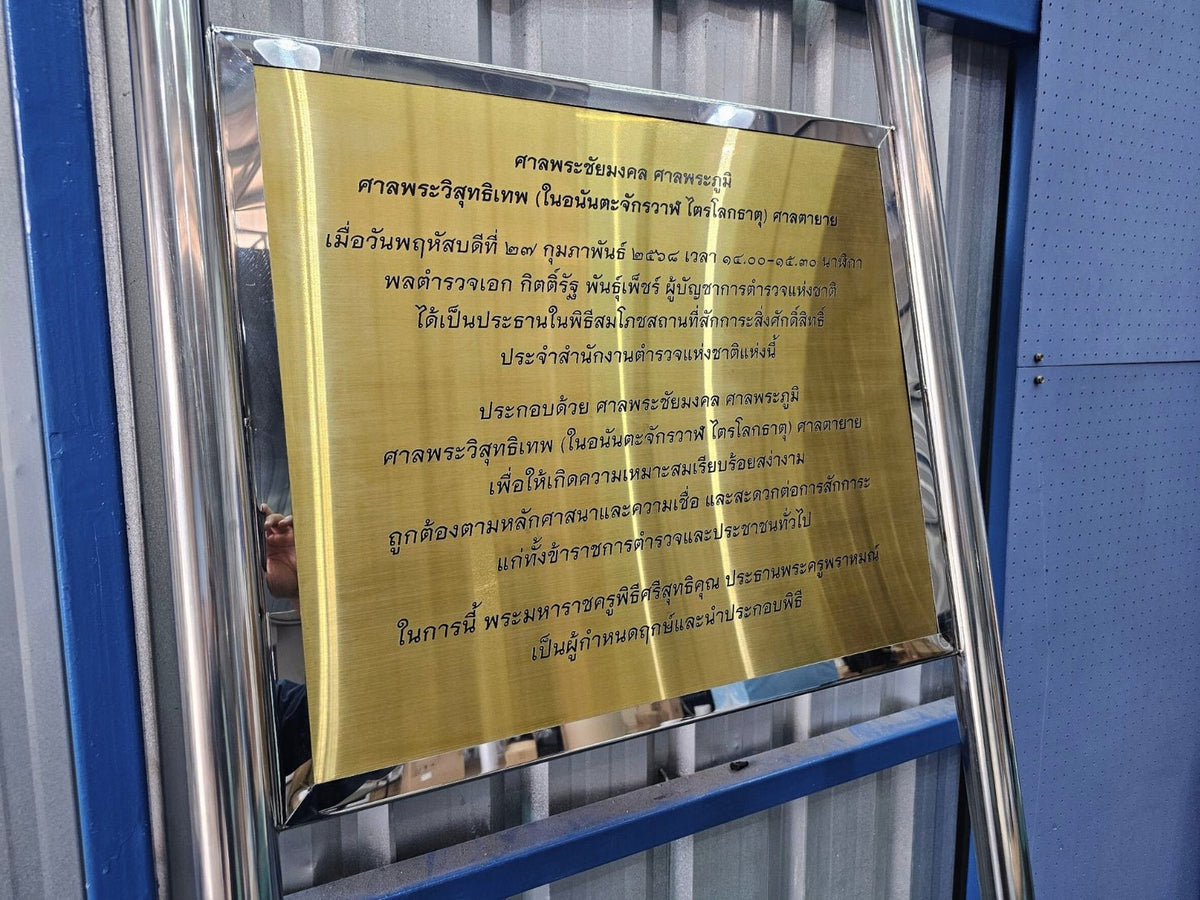 ศาลพระชัยมงคล ศาลพระภูมิ
ศาลพระวิสุทธิเทพ (ในอนันตะจักรวาฬ ไตรโลกธาตุ) ศาลตายาย
เมื่อวันพฤหัสบดีที่ ๒๗ กุมภาพันธ์ ๒๕๖๘ เวลา ๑๔.๐๐-๑๕.๓๐ นาฬิกา
พลตำรวจเอก กิตติ์รัฐ พันธุ์เพ็ชร์ ผู้บัญชาการตำรวจแห่งชาติ
ได้เป็นประธานในพิธีสมโภชสถานที่สักการะสิ่งศักดิ์สิทธิ์
ประจำสำนักงานตำรวจแห่งชาติแห่งนี้
ประกอบด้วย ศาลพระชัยมงคล ศาลพระภูมิ
ศาลพระวิสุทธิเทพ (ในอนันตะจักรวาฬ ไตรโลกธาตุ) ศาลตายาย
เพื่อให้เกิดความเหมาะสมเรียบร้อยสง่างาม
ถูกต้องตามหลักศาสนาและความเชื่อ และสะดวกต่อการสักการะ
แก่ทั้งข้าราชการตำรวจและประชาชนทั่วไป
ในการนี้ พระมหาราชครูพิธีศรีสุทธิคุณ ประธานพระครูพราหมณ์
เป็นผู้กำหนดฤกษ์และนำประกอบพิธี